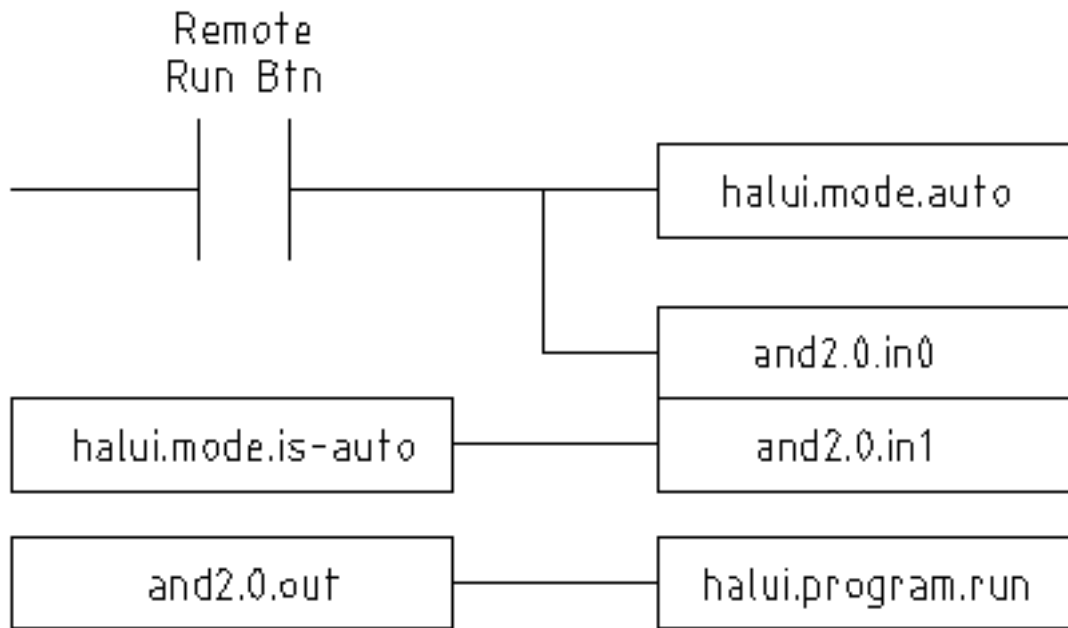 Remote
Run Btn
halui.mode.auto
and2.0.in0
halui.mode.is-auto
and2.0.in1
and2.0.out
halui.program.run